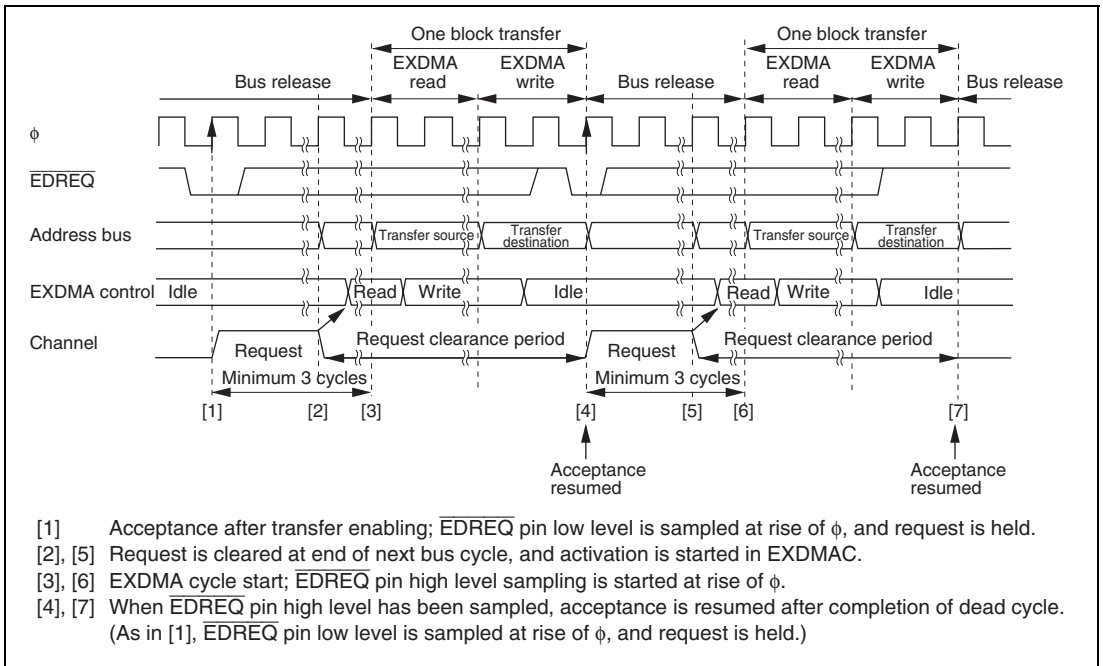 One block transfer One block transfer
EXDMA read EXDMA write EXDMA read EXDMA write
Bus release Bus release Bus release
ϕ
EDREQ
Address bus Transfer source Transfer destination Transfer source Transfer destination
EXDMA control Idle Read Write Idle Read Write Idle
Channel Request Request clearance period Request Request clearance period
Minimum 3 cycles Minimum 3 cycles
[1] [2] [3] [4] [5] [6] [7]
Acceptance resumed Acceptance resumed
[1] Acceptance after transfer enabling; EDREQ pin low level is sampled at rise of ϕ, and request is held.
[2], [5] Request is cleared at end of next bus cycle, and activation is started in EXDMAC.
[3], [6] EXDMA cycle start; EDREQ pin high level sampling is started at rise of ϕ.
[4], [7] When EDREQ pin high level has been sampled, acceptance is resumed after completion of dead cycle.
(As in [1], EDREQ pin low level is sampled at rise of ϕ, and request is held.)